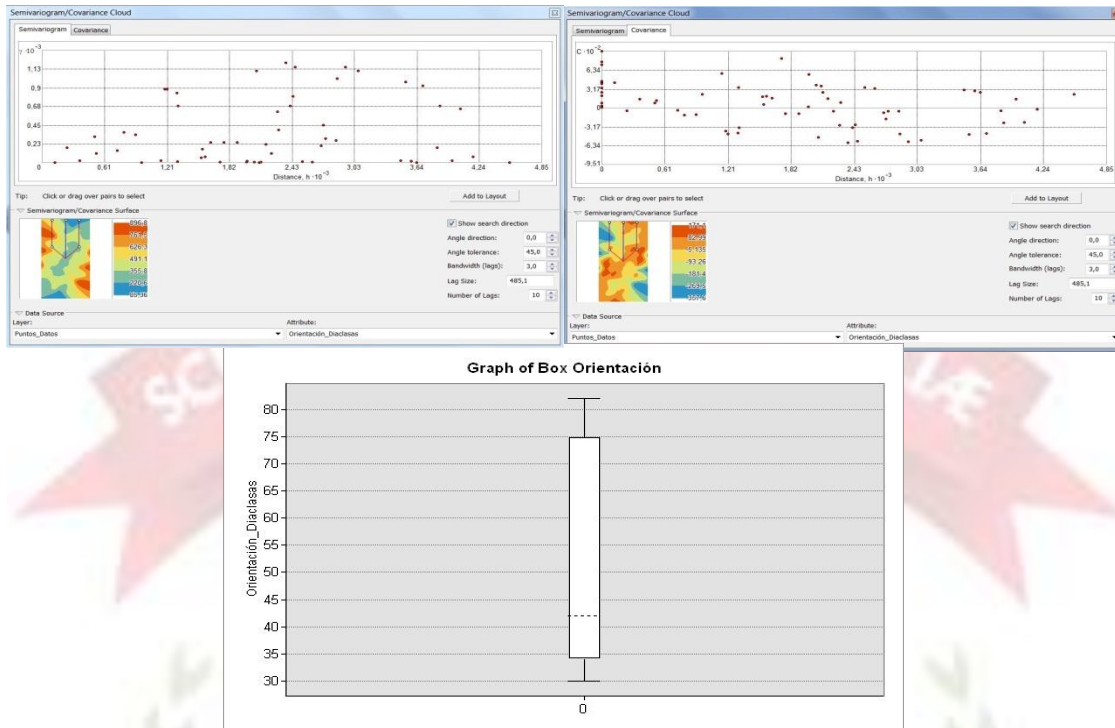 Semivariogram/Covariance Cloud
Semivariogram Covariance
γ·10⁻³
1,13
0,9
0,68
0,45
0,23
0 0,61 1,21 1,82 2,43 3,03 3,64 4,24 4,85
Distance, h·10⁻³
Tip: Click or drag over pairs to select
Add to Layout
Semivariogram/Covariance Surface
626,3
491,1
355,8
Show search direction
Angle direction: 0,0
Angle tolerance: 45,0
Bandwidth (lags): 3,0
Lag Size: 485,1
Number of Lags: 10
Data Source
Layer: Attribute:
Puntos_Datos Orientación_Diaclasas
Semivariogram/Covariance Cloud
Semivariogram Covariance
C·10⁻²
6,34
3,17
0
-3,17
-6,34
-9,51
0 0,61 1,21 1,82 2,43 3,03 3,64 4,24 4,85
Distance, h·10⁻³
Tip: Click or drag over pairs to select
Add to Layout
Semivariogram/Covariance Surface
-93,26
Show search direction
Angle direction: 0,0
Angle tolerance: 45,0
Bandwidth (lags): 3,0
Lag Size: 485,1
Number of Lags: 10
Data Source
Layer: Attribute:
Puntos_Datos Orientación_Diaclasas
Graph of Box Orientación
Orientación_Diaclasas
80
75
70
65
60
55
50
45
40
35
30
0
SC
Æ